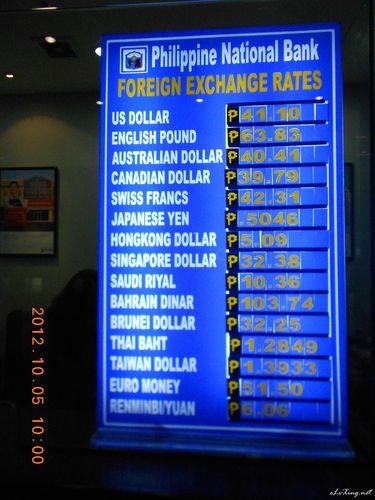 Philippine National Bank
FOREIGN EXCHANGE RATES
US DOLLAR ₱41.10
ENGLISH POUND ₱63.83
AUSTRALIAN DOLLAR ₱40.41
CANADIAN DOLLAR ₱39.79
SWISS FRANCS ₱42.31
JAPANESE YEN ₱.5046
HONGKONG DOLLAR ₱5.09
SINGAPORE DOLLAR ₱32.38
SAUDI RIYAL ₱10.36
BAHRAIN DINAR ₱103.74
BRUNEI DOLLAR ₱32.25
THAI BAHT ₱1.2849
TAIWAN DOLLAR ₱1.3933
EURO MONEY ₱51.50
RENMINBI/YUAN ₱6.06
2012.10.05 10:00
eLvXing.net